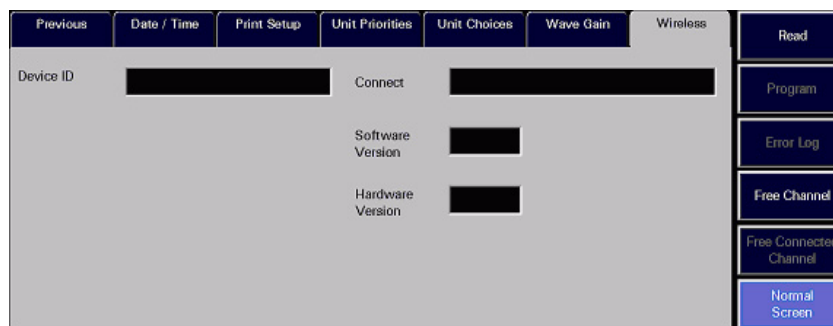 Previous Date / Time Print Setup Unit Priorities Unit Choices Wave Gain Wireless
Read
Device ID Connect
Program
Software
Version
Error Log
Hardware
Version
Free Channel
Free Connected
Channel
Normal
Screen